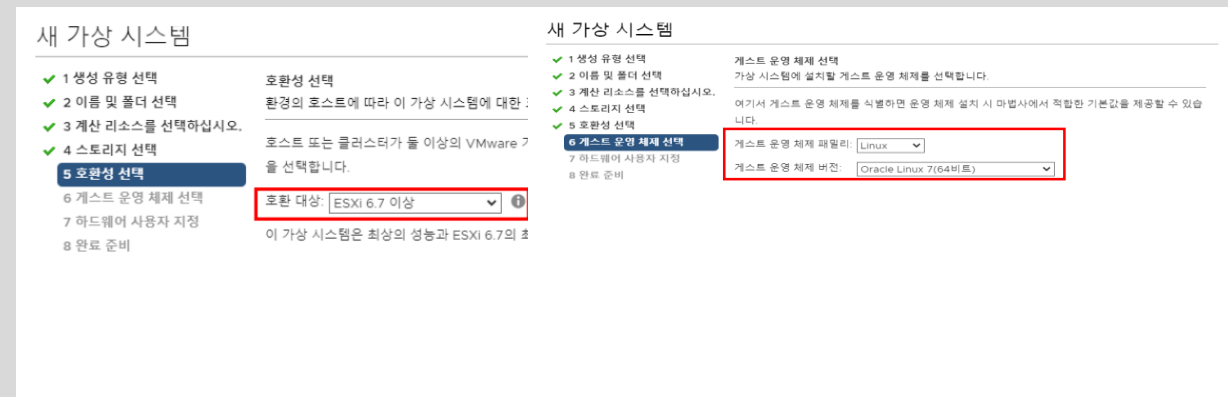 새 가상 시스템
1 생성 유형 선택
2 이름 및 폴더 선택
3 계산 리소스를 선택하십시오.
4 스토리지 선택
5 호환성 선택
6 게스트 운영 체제 선택
7 하드웨어 사용자 지정
8 완료 준비
호환성 선택
환경의 호스트에 따라 이 가상 시스템에 대한
호스트 또는 클러스터가 둘 이상의 VMware
을 선택합니다.
호환 대상: ESXi 6.7 이상
이 가상 시스템은 최상의 성능과 ESXi 6.7의
새 가상 시스템
1 생성 유형 선택
2 이름 및 폴더 선택
3 계산 리소스를 선택하십시오.
4 스토리지 선택
5 호환성 선택
6 게스트 운영 체제 선택
7 하드웨어 사용자 지정
8 완료 준비
게스트 운영 체제 선택
가상 시스템에 설치할 게스트 운영 체제를 선택합니다.
여기서 게스트 운영 체제를 식별하면 운영 체제 설치 시 마법사에서 적합한 기본값을 제공할 수 있습
니다.
게스트 운영 체제 패밀리: Linux
게스트 운영 체제 버전: Oracle Linux 7(64비트)